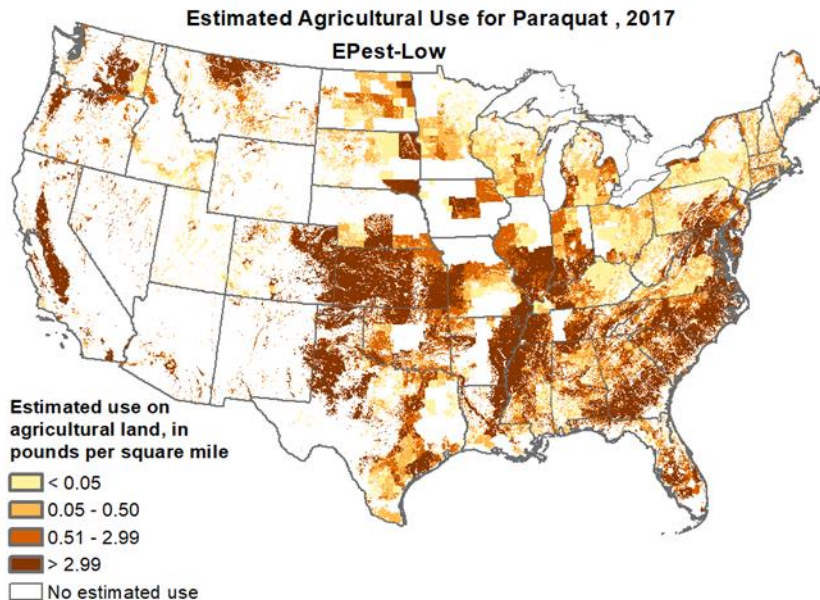 Estimated Agricultural Use for Paraquat , 2017
EPest-Low
Estimated use on
agricultural land, in
pounds per square mile
< 0.05
0.05 - 0.50
0.51 - 2.99
> 2.99
No estimated use